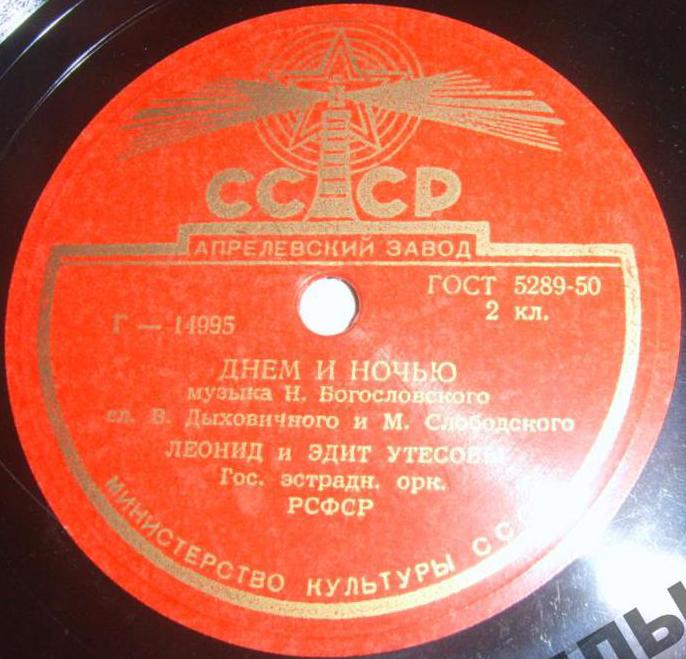 СССР
АПРЕЛЕВСКИЙ ЗАВОД
ГОСТ 5289-50
2 кл.
Г — 14995
ДНЕМ И НОЧЬЮ
музыка Н. Богословского
сл. В. Дыховичного и М. Слободского
ЛЕОНИД и ЭДИТ УТЕСОВЫ
Гос. эстрадн. орк.
РСФСР
МИНИСТЕРСТВО КУЛЬТУРЫ